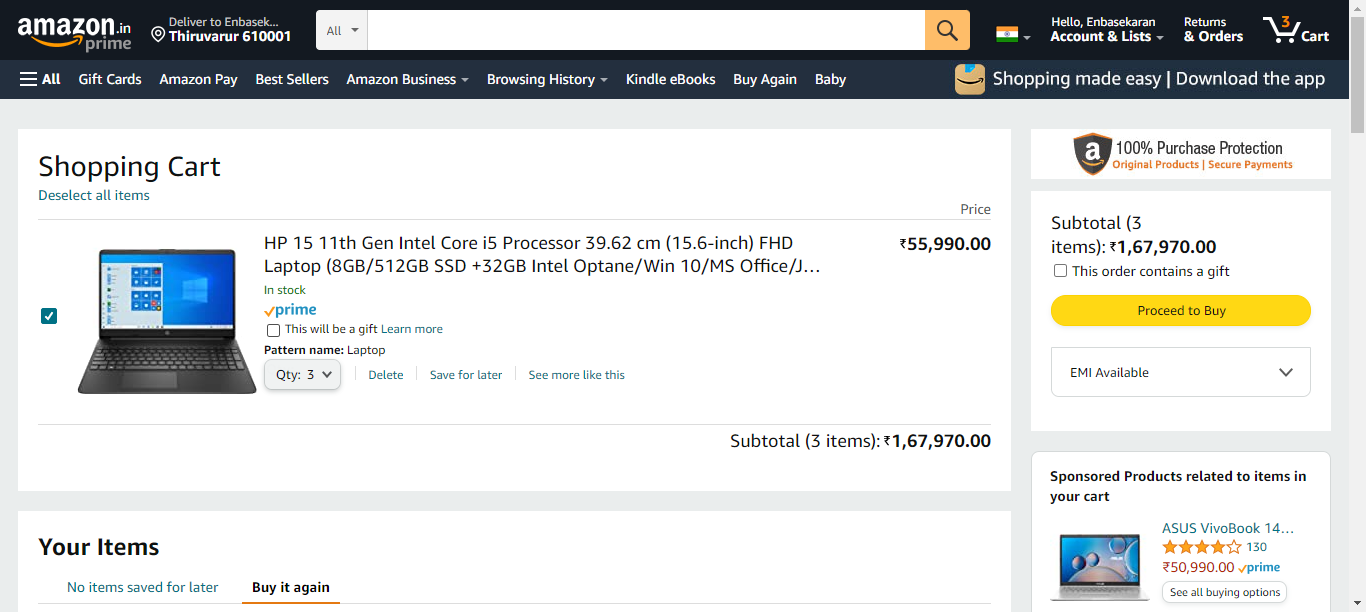 amazon.in
prime
Deliver to Enbasek...
Thiruvarur 610001
All
Hello, Enbasekaran
Account & Lists
Returns
& Orders
3
Cart
All
Gift Cards
Amazon Pay
Best Sellers
Amazon Business
Browsing History
Kindle eBooks
Buy Again
Baby
Shopping made easy | Download the app
Shopping Cart
Deselect all items
Price
HP 15 11th Gen Intel Core i5 Processor 39.62 cm (15.6-inch) FHD
Laptop (8GB/512GB SSD +32GB Intel Optane/Win 10/MS Office/J...
₹55,990.00
In stock
prime
This will be a gift Learn more
Pattern name: Laptop
Qty: 3
Delete
Save for later
See more like this
Subtotal (3 items): ₹1,67,970.00
Your Items
No items saved for later
Buy it again
a
100% Purchase Protection
Original Products | Secure Payments
Subtotal (3
items): ₹1,67,970.00
This order contains a gift
Proceed to Buy
EMI Available
Sponsored Products related to items in
your cart
ASUS VivoBook 14...
130
₹50,990.00 prime
See all buying options